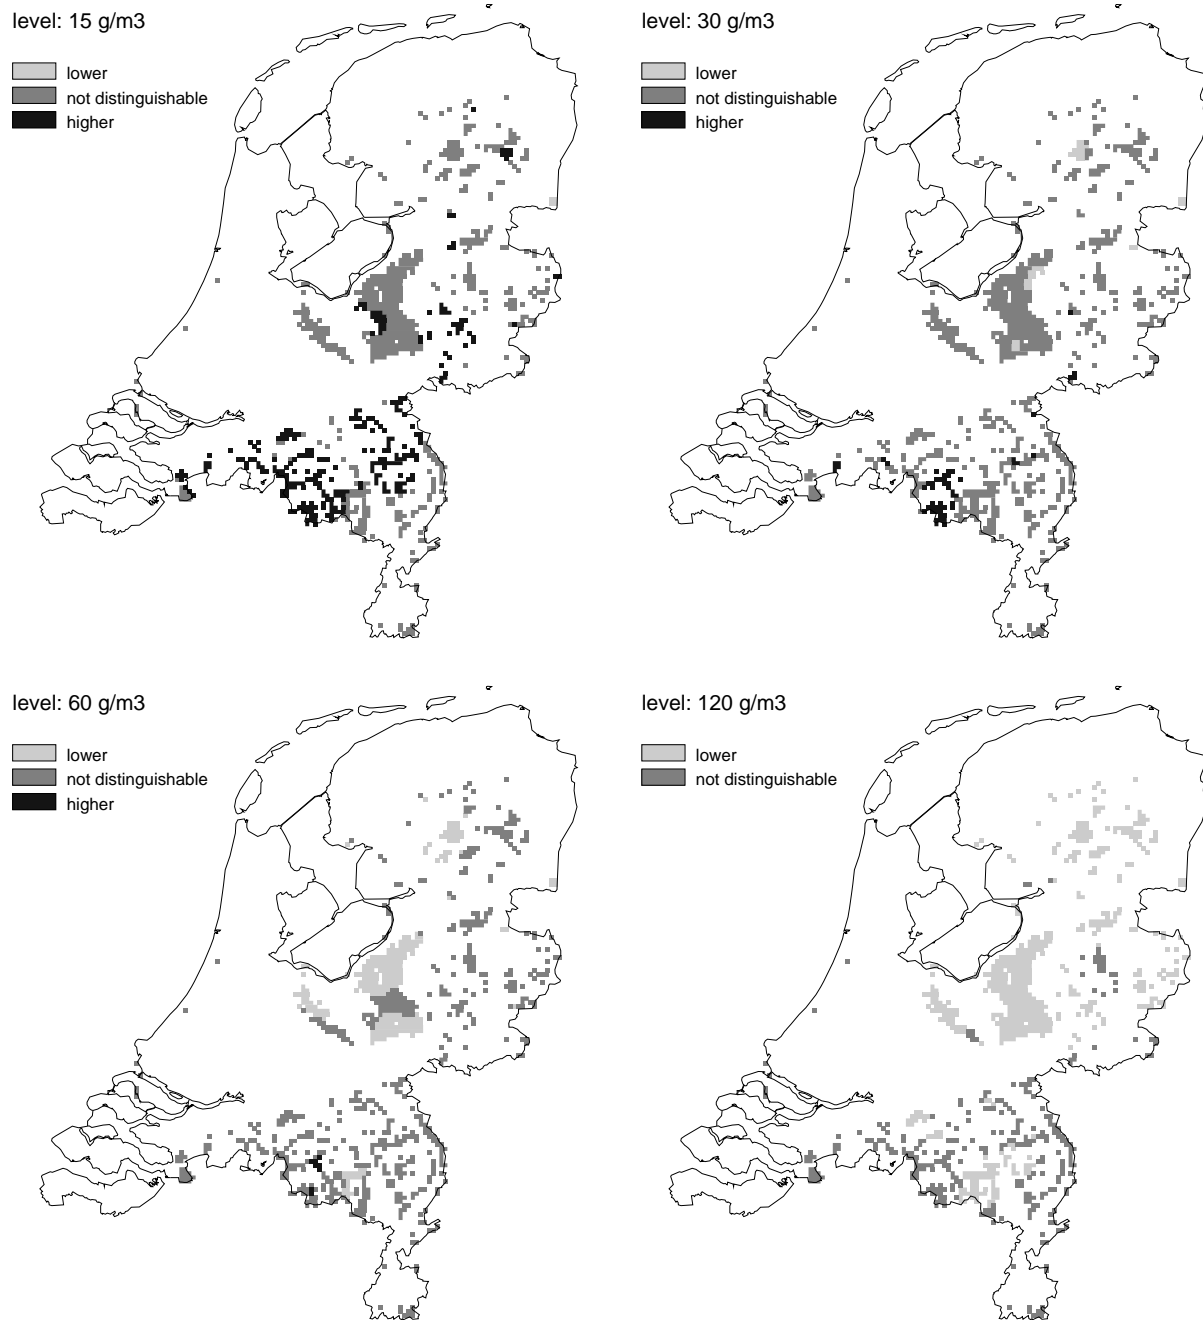 level: 15 g/m3
lower
not distinguishable
higher
level: 30 g/m3
lower
not distinguishable
higher
level: 60 g/m3
lower
not distinguishable
higher
level: 120 g/m3
lower
not distinguishable